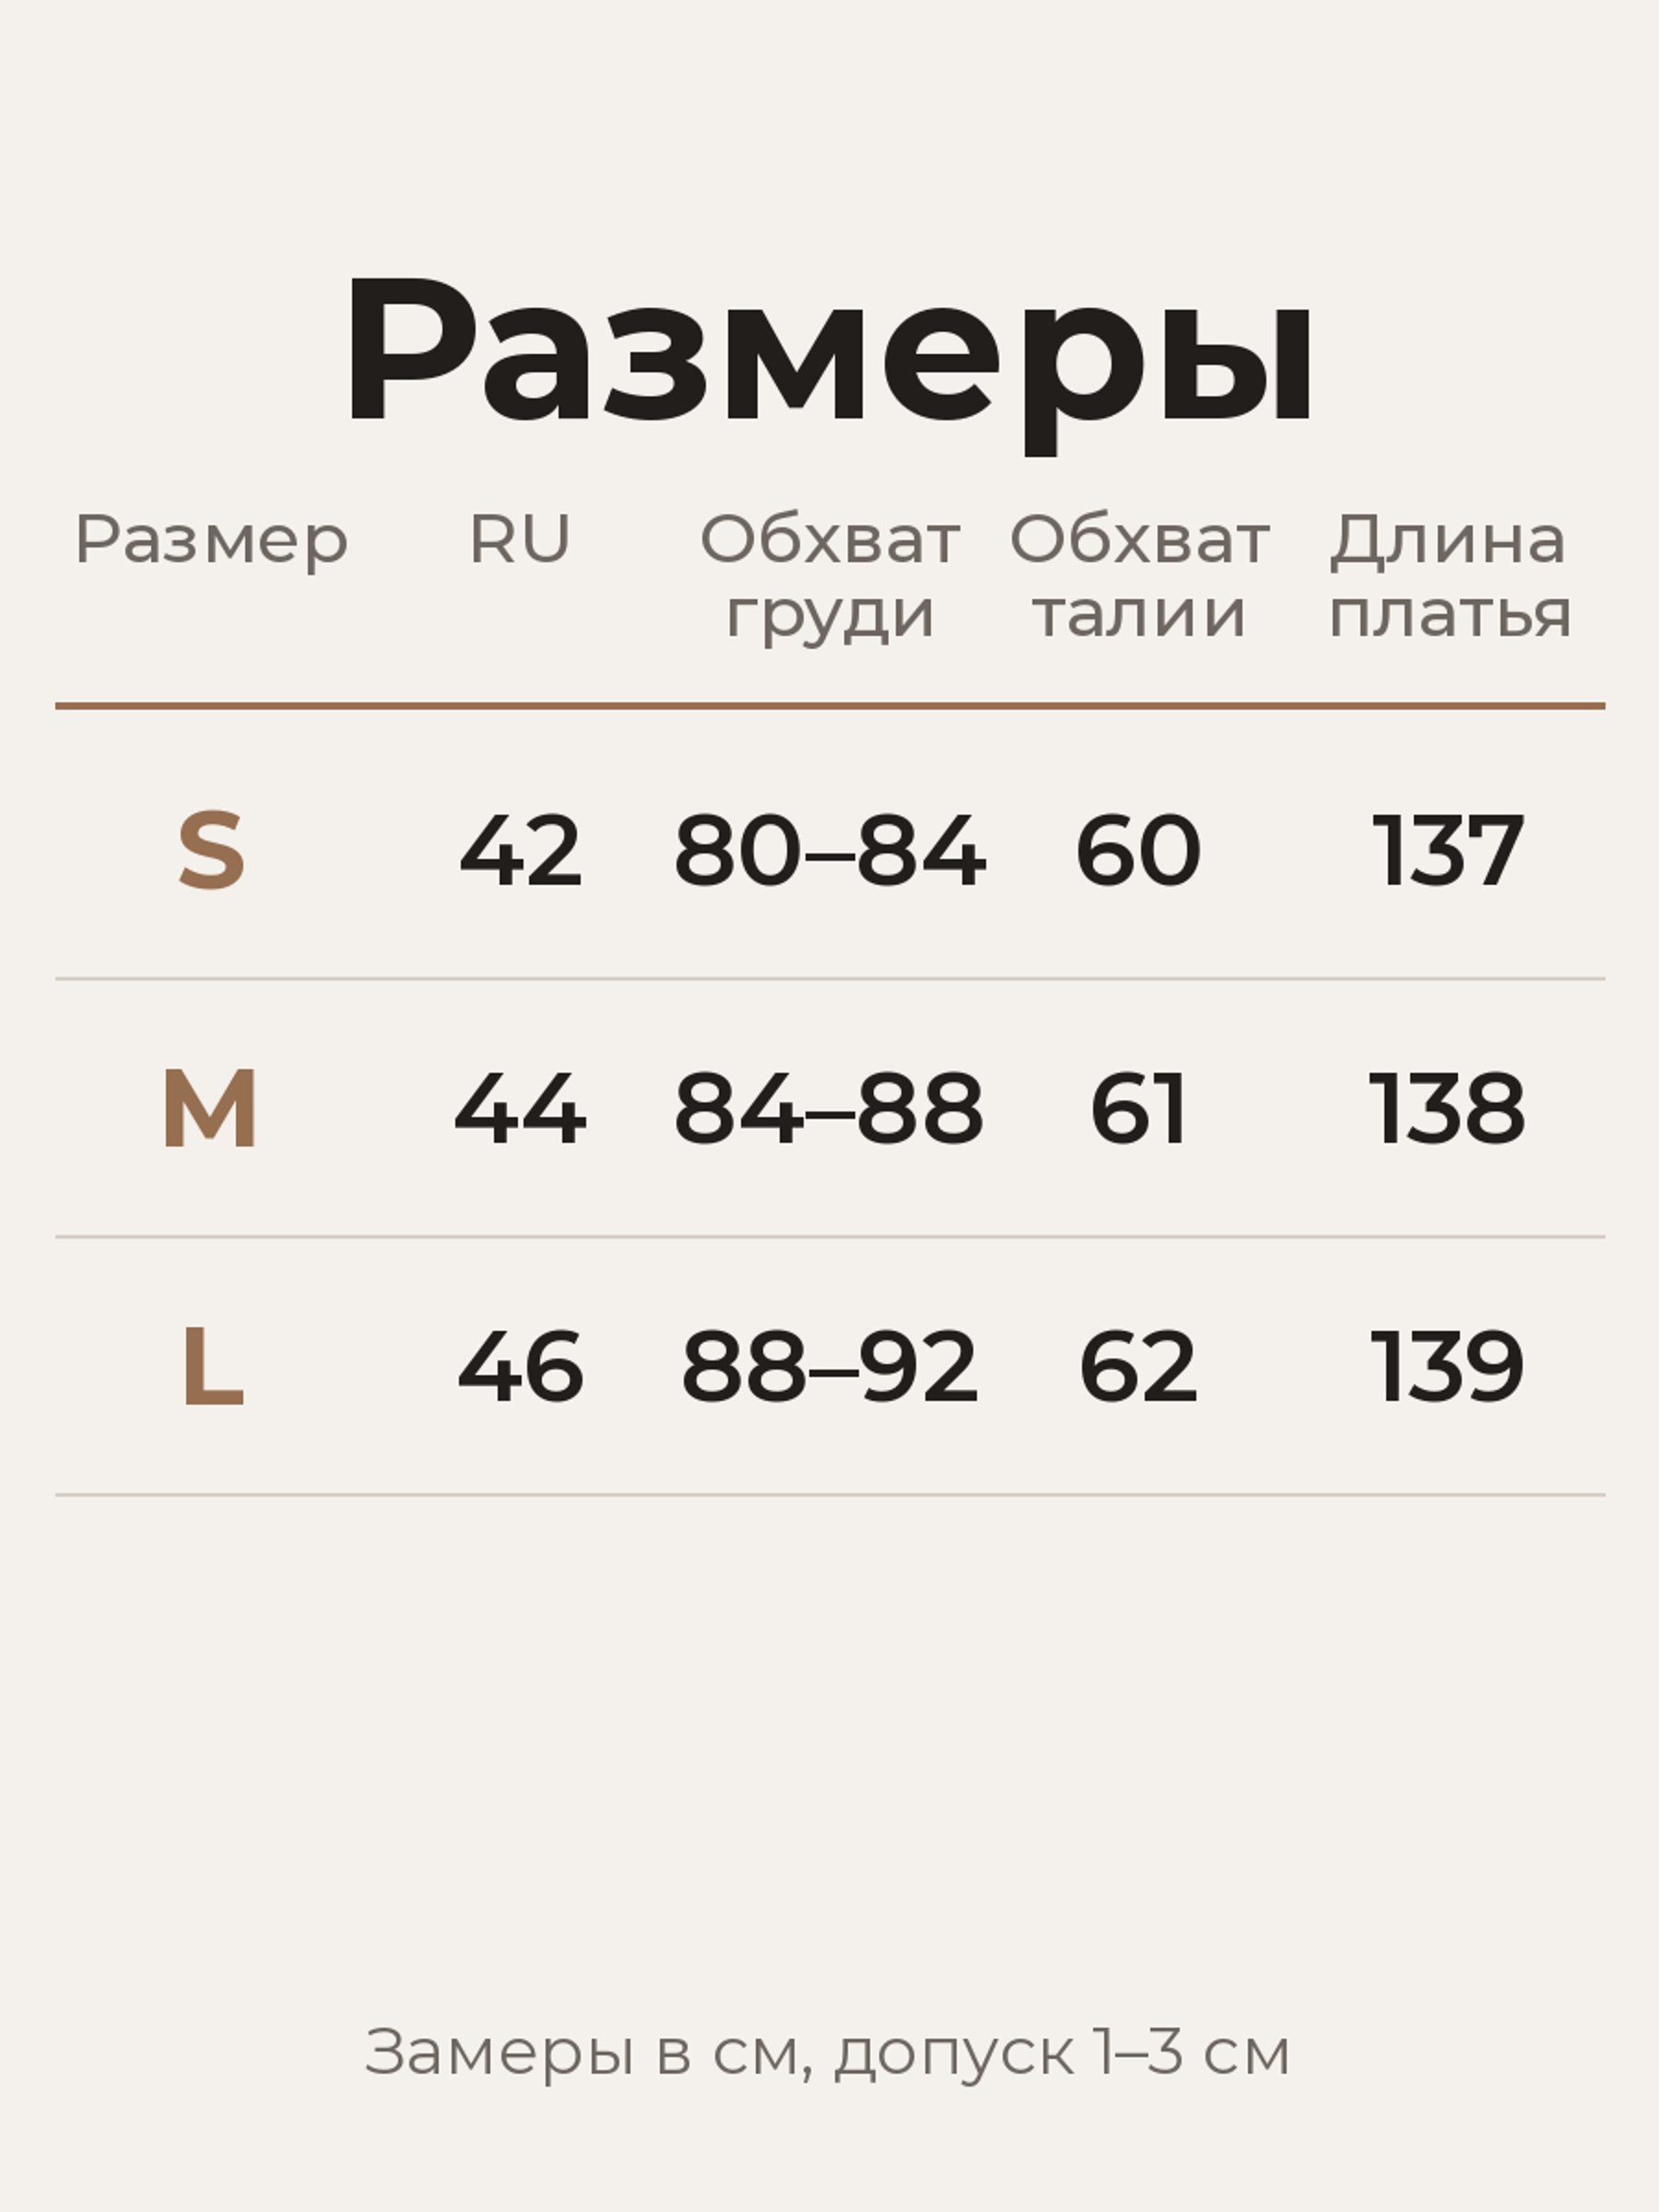 Размеры
Размер RU Обхват груди Обхват талии Длина платья
S 42 80–84 60 137
M 44 84–88 61 138
L 46 88–92 62 139
Замеры в см, допуск 1–3 см